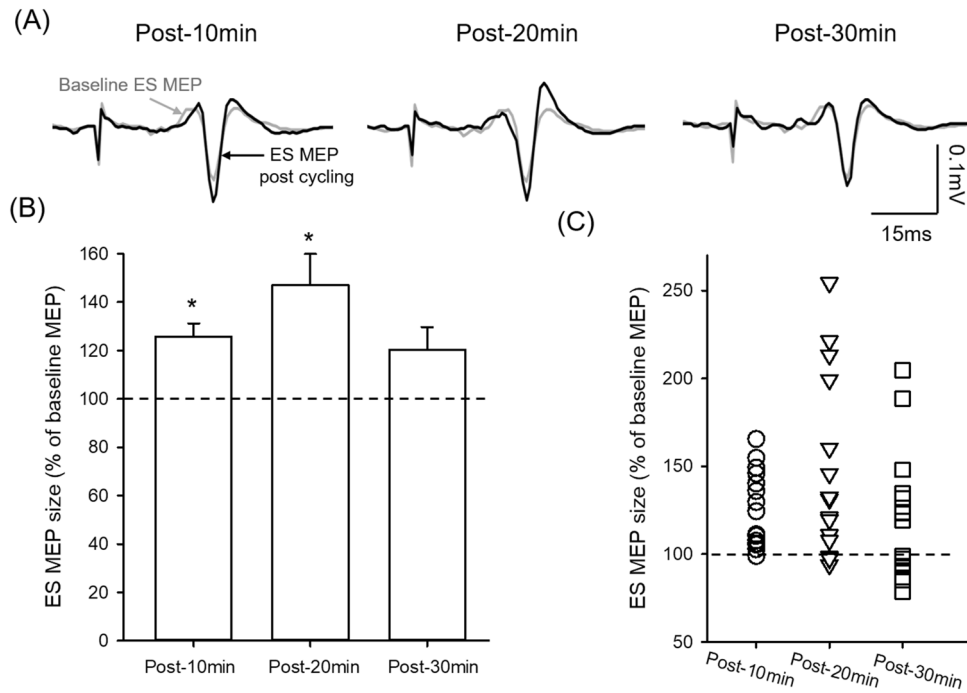 (A)
Post-10min
Post-20min
Post-30min
Baseline ES MEP
ES MEP
post cycling
0.1mV
15ms
(B)
ES MEP size (% of baseline MEP)
160
140
120
100
80
60
40
20
0
*
*
Post-10min
Post-20min
Post-30min
(C)
ES MEP size (% of baseline MEP)
250
200
150
100
50
Post-10min
Post-20min
Post-30min